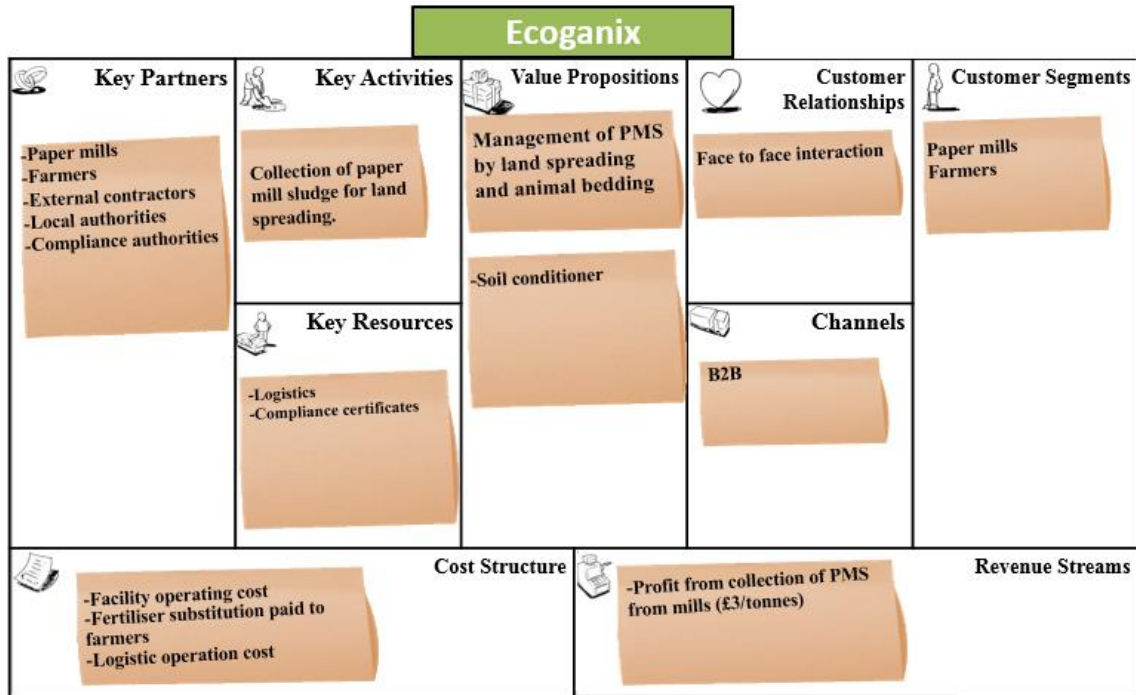 Ecoganix
Key Partners
-Paper mills
-Farmers
-External contractors
-Local authorities
-Compliance authorities
Key Activities
Collection of paper
mill sludge for land
spreading.
Key Resources
-Logistics
-Compliance certificates
Value Propositions
Management of PMS
by land spreading
and animal bedding
-Soil conditioner
Customer
Relationships
Face to face interaction
Channels
B2B
Customer Segments
Paper mills
Farmers
Cost Structure
-Facility operating cost
-Fertiliser substitution paid to
farmers
-Logistic operation cost
Revenue Streams
-Profit from collection of PMS
from mills (£3/tonnes)